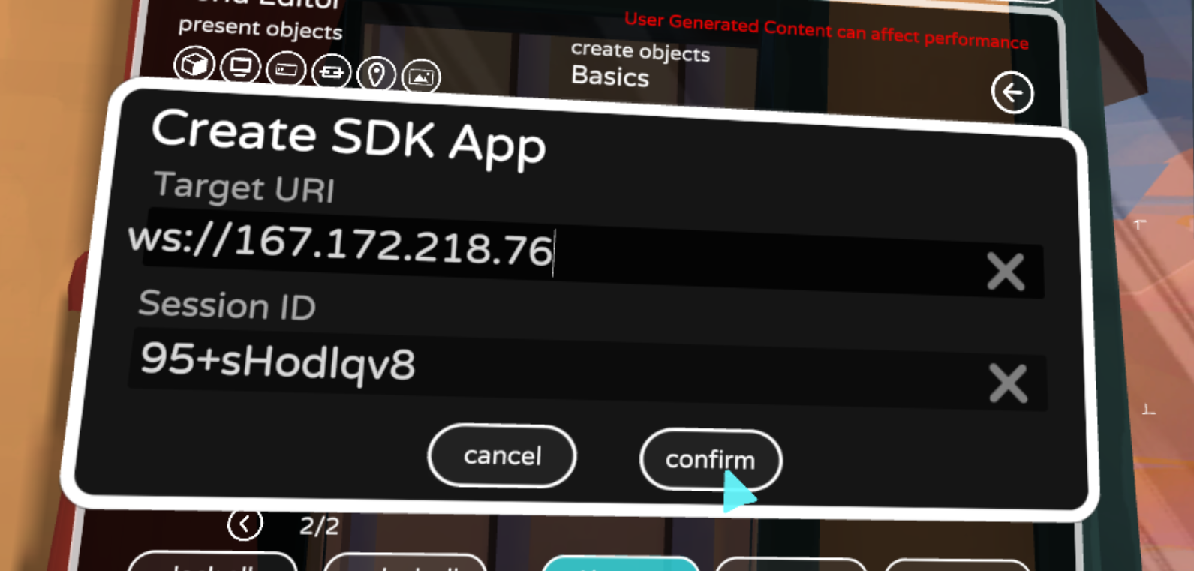 User Generated Content can affect performance
present objects
create objects
Basics
Create SDK App
Target URI
ws://167.172.218.76
Session ID
95+sHodlqv8
cancel
confirm
2/2